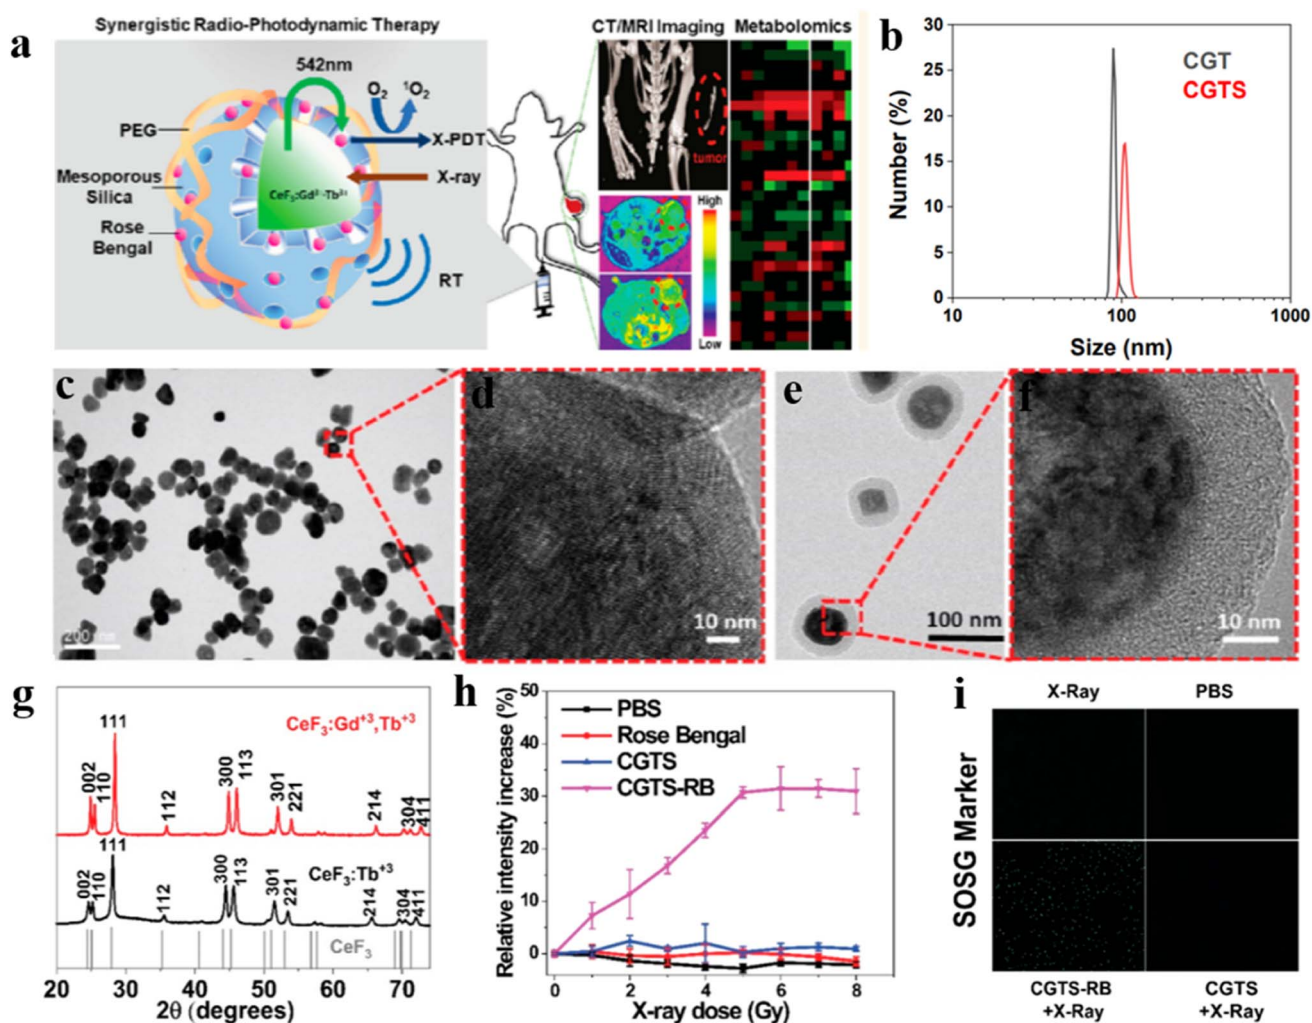 a
Synergistic Radio-Photodynamic Therapy
CT/MRI Imaging
Metabolomics
542nm
O₂
¹O₂
PEG
X-PDT
Mesoporous
Silica
X-ray
Rose
Bengal
RT
tumor
High
Low
b
30
25
20
15
10
5
0
Number (%)
CGT
CGTS
10
100
1000
Size (nm)
c
200 nm
d
10 nm
e
100 nm
f
10 nm
g
CeF₃:Gd⁺³,Tb⁺³
002
110
111
112
300
113
301
221
214
304
411
CeF₃:Tb⁺³
002
110
111
112
300
113
301
221
214
304
411
CeF₃
20
30
40
50
60
70
2θ (degrees)
h
50
40
30
20
10
0
Relative intensity increase (%)
PBS
Rose Bengal
CGTS
CGTS-RB
0
2
4
6
8
X-ray dose (Gy)
i
X-Ray
PBS
SOSG Marker
CGTS-RB
+X-Ray
CGTS
+X-Ray